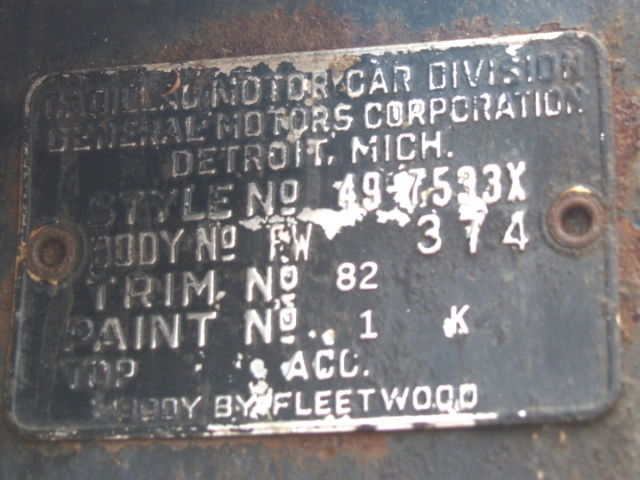 CADILLAC MOTOR CAR DIVISION
GENERAL MOTORS CORPORATION
DETROIT, MICH.
STYLE Nº 49-7533X
BODY Nº FW 374
TRIM Nº 82
PAINT Nº 1 K
TOP ACC.
BODY BY FLEETWOOD